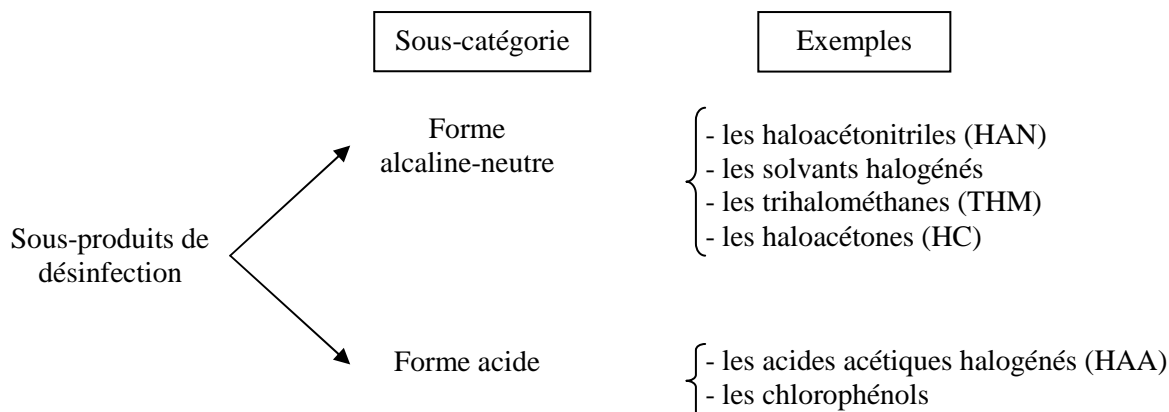 Sous-catégorie
Exemples
Forme
alcaline-neutre
- les haloacétonitriles (HAN)
- les solvants halogénés
- les trihalométhanes (THM)
- les haloacétones (HC)
Sous-produits de
désinfection
Forme acide
- les acides acétiques halogénés (HAA)
- les chlorophénols